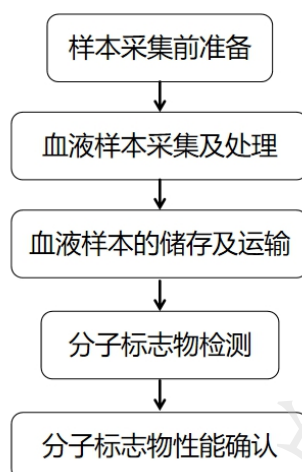 样本采集前准备
血液样本采集及处理
血液样本的储存及运输
分子标志物检测
分子标志物性能确认